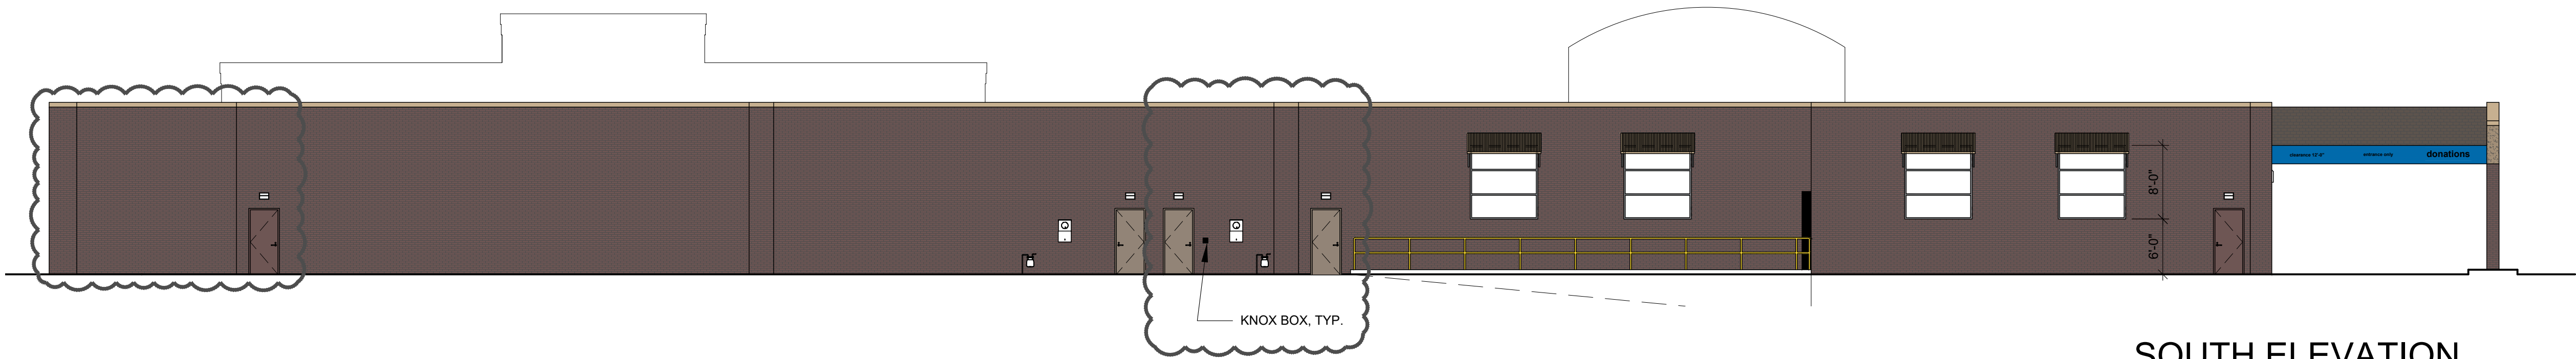 clearance 12'-0" entrance only donations
8'-0"
6'-0"
KNOX BOX, TYP.
SOUTH ELEVATION